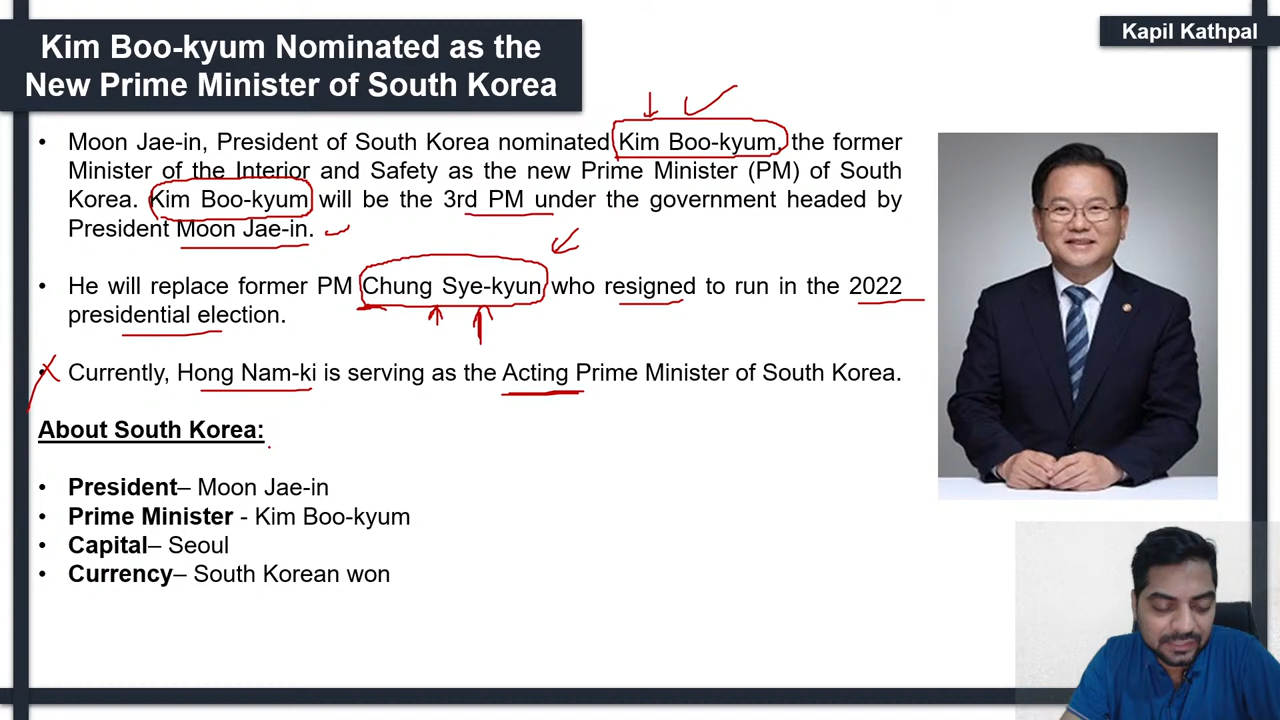 Kim Boo-kyum Nominated as the
New Prime Minister of South Korea
Kapil Kathpal
• Moon Jae-in, President of South Korea nominated Kim Boo-kyum, the former
Minister of the Interior and Safety as the new Prime Minister (PM) of South
Korea. Kim Boo-kyum will be the 3rd PM under the government headed by
President Moon Jae-in.
• He will replace former PM Chung Sye-kyun who resigned to run in the 2022
presidential election.
• Currently, Hong Nam-ki is serving as the Acting Prime Minister of South Korea.
About South Korea:
• President– Moon Jae-in
• Prime Minister - Kim Boo-kyum
• Capital– Seoul
• Currency– South Korean won